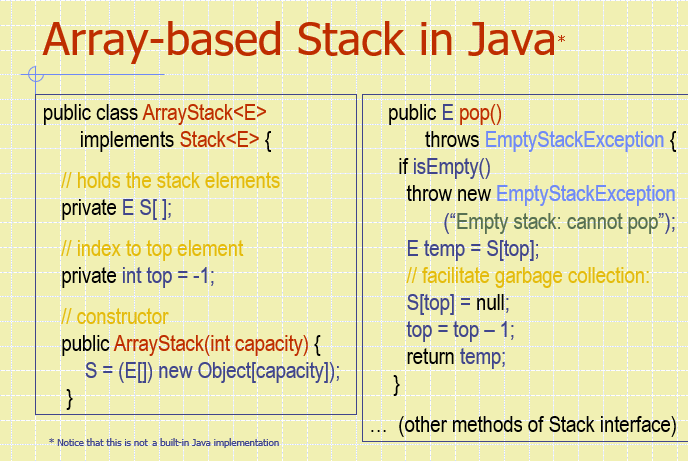 Array-based Stack in Java*
public class ArrayStack<E>
implements Stack<E> {
// holds the stack elements
private E S[ ];
// index to top element
private int top = -1;
// constructor
public ArrayStack(int capacity) {
S = (E[]) new Object[capacity]);
}
public E pop()
throws EmptyStackException {
if isEmpty()
throw new EmptyStackException
(“Empty stack: cannot pop”);
E temp = S[top];
// facilitate garbage collection:
S[top] = null;
top = top – 1;
return temp;
}
… (other methods of Stack interface)
* Notice that this is not a built-in Java implementation